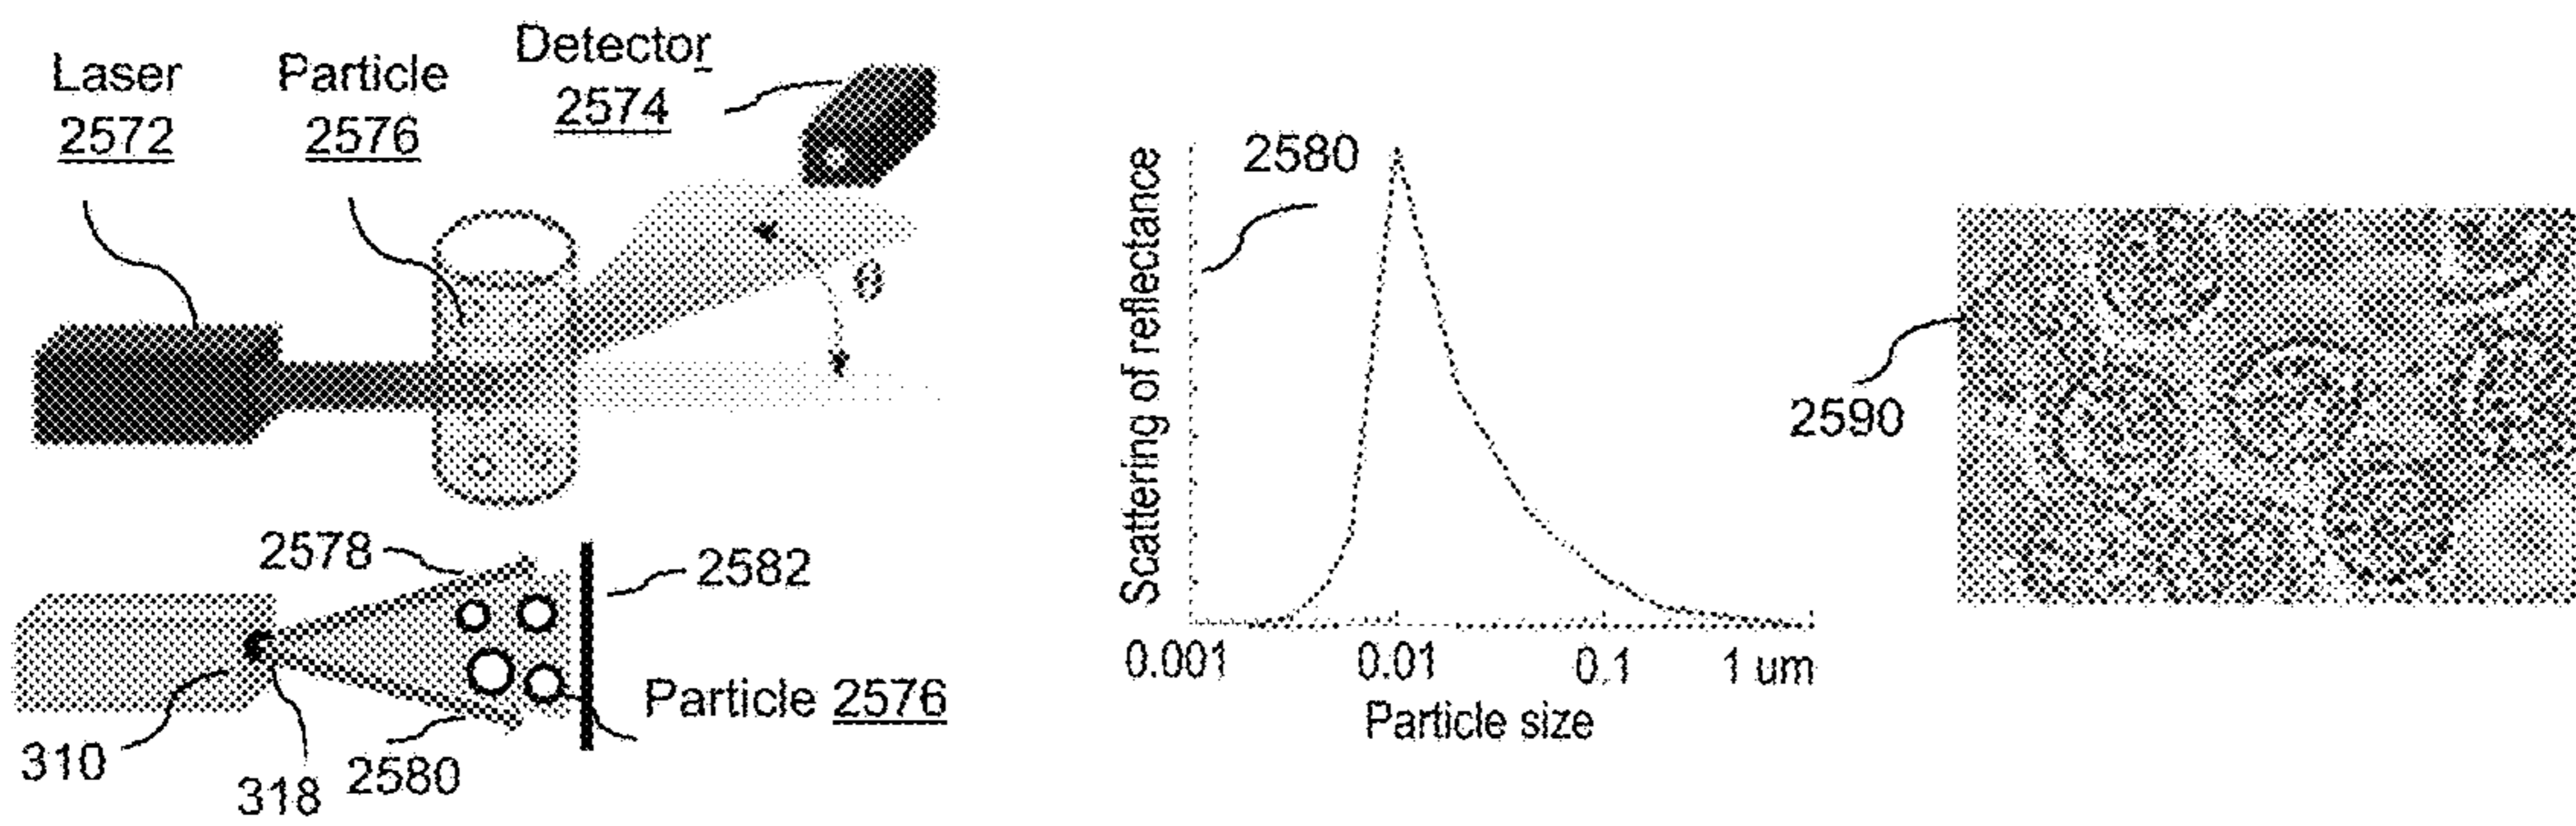 Laser
2572
Particle
2576
Detector
2574
θ
2578
2582
Particle 2576
310
318
2580
Scattering of reflectance
2580
0.001
0.01
0.1
1 um
Particle size
2590